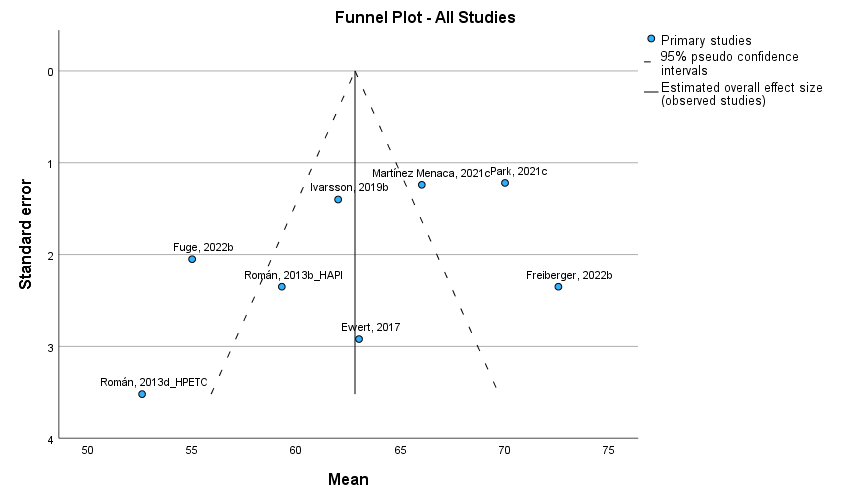 Funnel Plot - All Studies
Primary studies
95% pseudo confidence
intervals
Estimated overall effect size
(observed studies)
0
1
2
3
4
Standard error
Martínez Menaca, 2021c
Park, 2021c
Ivarsson, 2019b
Fuge, 2022b
Román, 2013b_HAPI
Freiberger, 2022b
Ewert, 2017
Román, 2013d_HPETC
50
55
60
65
70
75
Mean